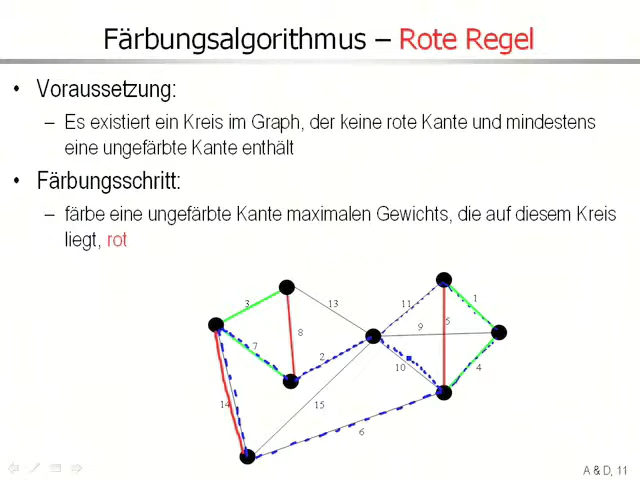 Färbungsalgorithmus – Rote Regel
• Voraussetzung:
– Es existiert ein Kreis im Graph, der keine rote Kante und mindestens
eine ungefärbte Kante enthält
• Färbungsschritt:
– färbe eine ungefärbte Kante maximalen Gewichts, die auf diesem Kreis
liegt, rot
3
13
11
1
8
5
9
7
2
10
4
14
15
6
A & D, 11